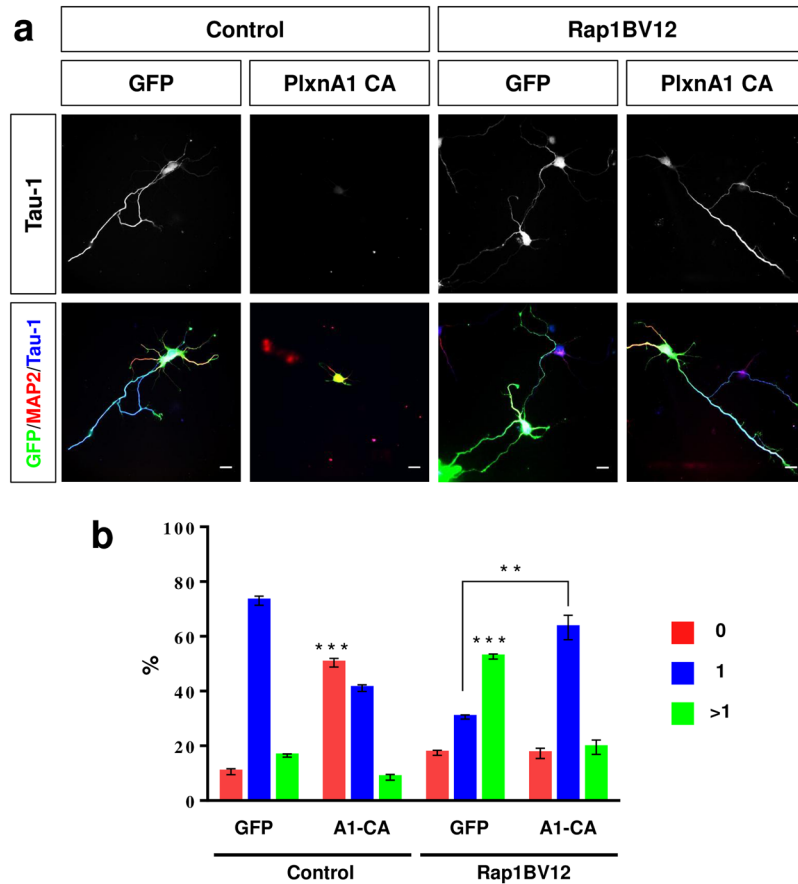 a
Control
Rap1BV12
GFP
PlxnA1 CA
GFP
PlxnA1 CA
Tau-1
GFP/MAP2/Tau-1
b
%
100
80
60
40
20
0
***
***
**
0
1
>1
GFP
A1-CA
GFP
A1-CA
Control
Rap1BV12